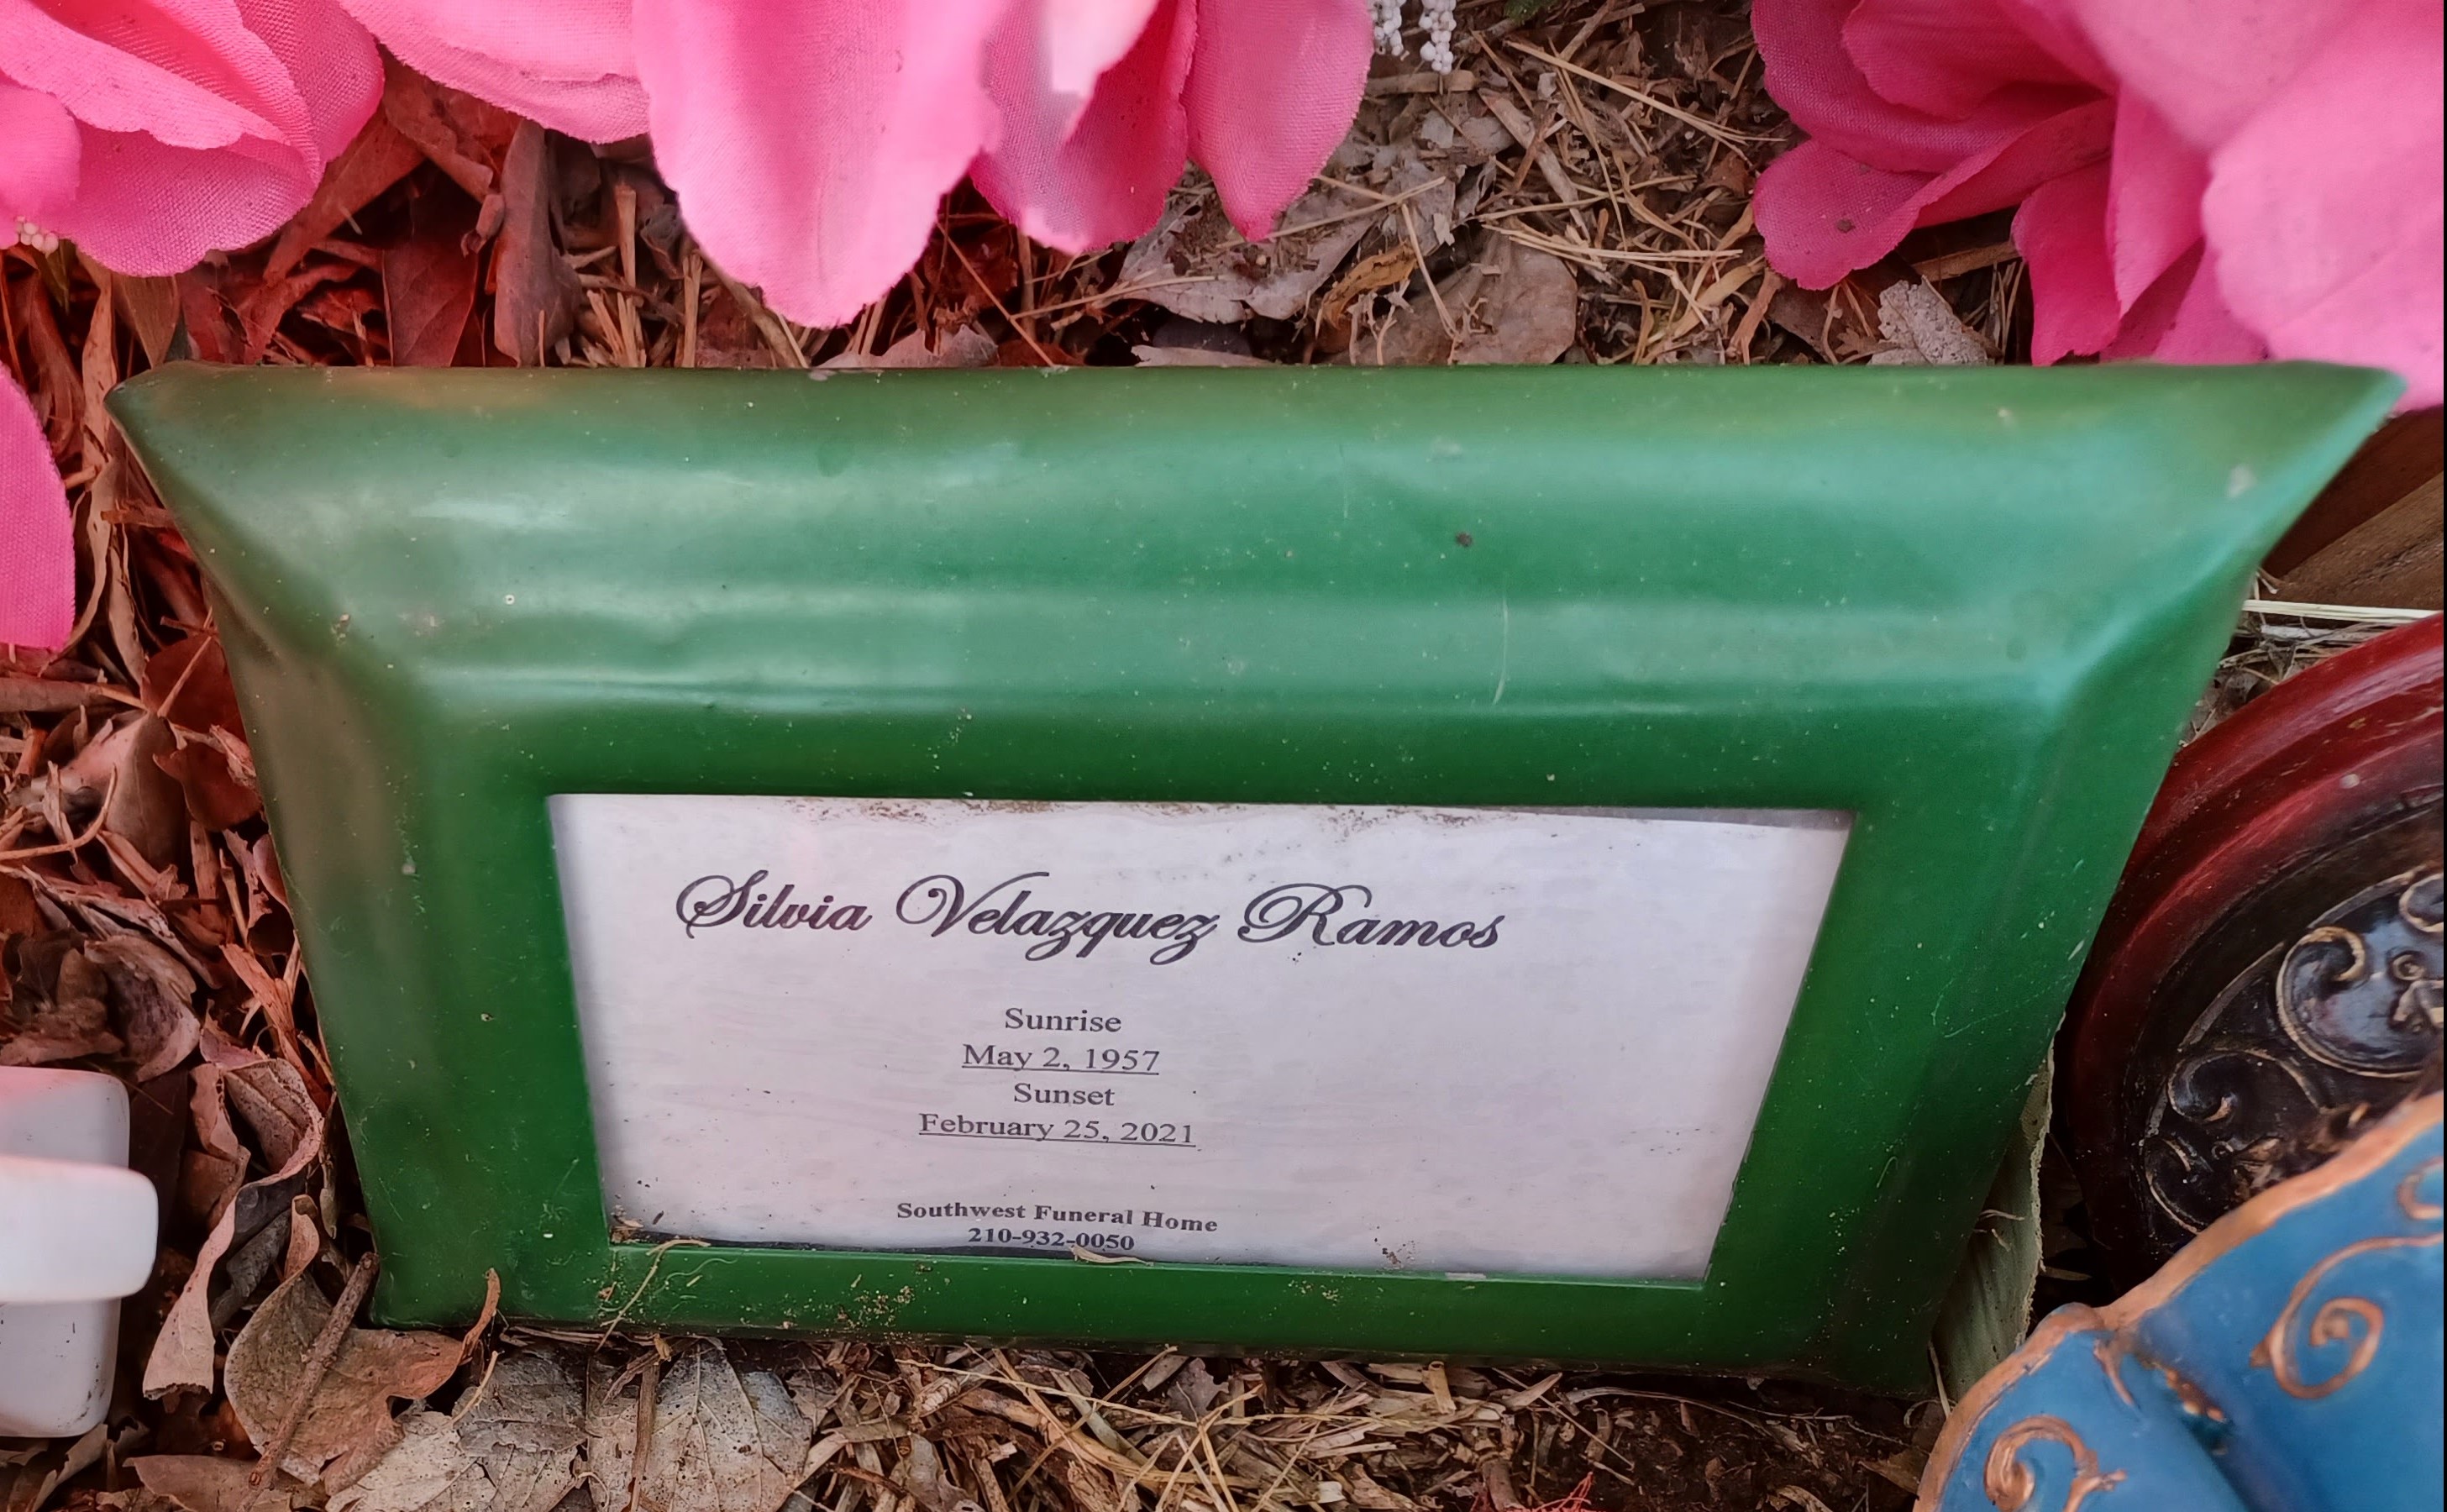 Silvia Velazquez Ramos
Sunrise
May 2, 1957
Sunset
February 25, 2021
Southwest Funeral Home
210-932-0050